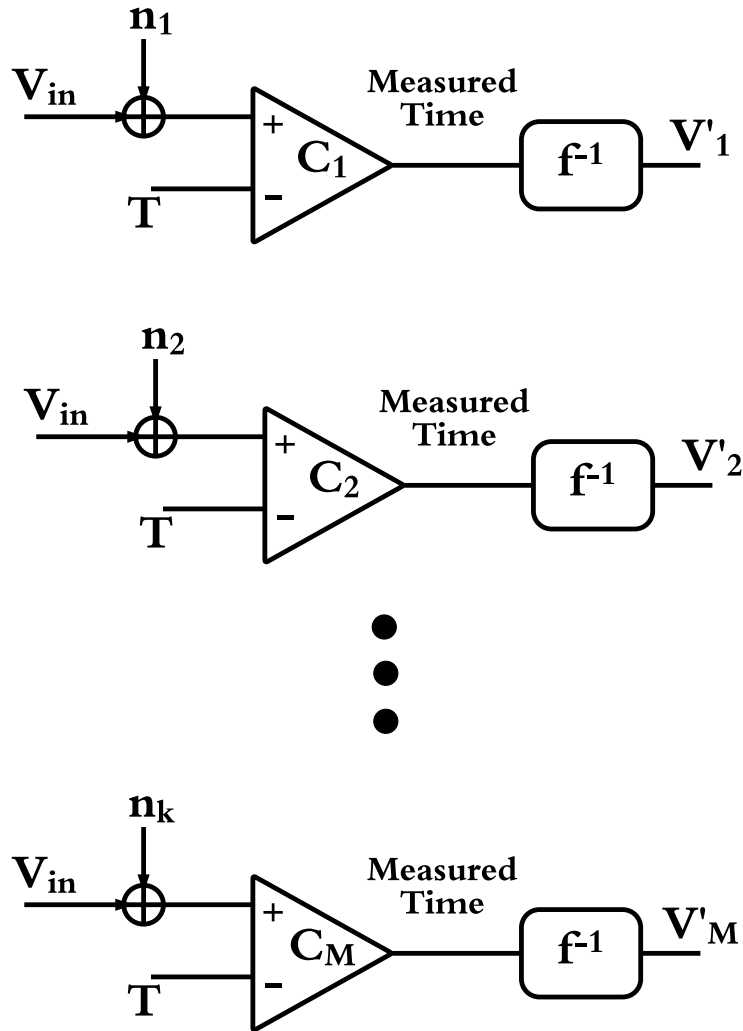 n1
Vin
Measured
Time
+
C1
f-1
V'1
T
-
n2
Vin
Measured
Time
+
C2
f-1
V'2
T
-
nk
Vin
Measured
Time
+
CM
f-1
V'M
T
-